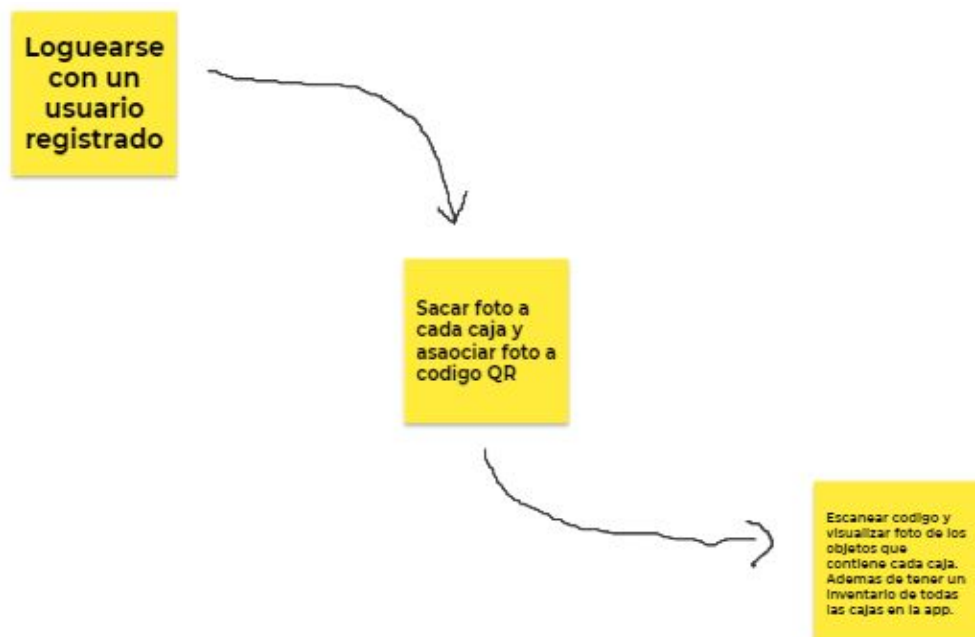 Loguearse
con un
usuario
registrado
Sacar foto a
cada caja y
asaociar foto a
codigo QR
Escanear codigo y
visualizar foto de los
objetos que
contiene cada caja.
Ademas de tener un
inventario de todas
las cajas en la app.